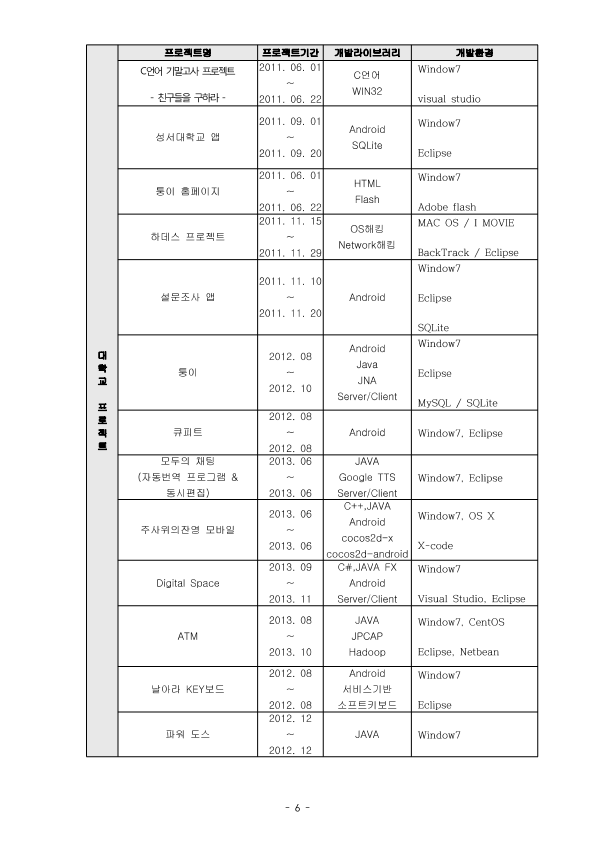 프로젝트명 프로젝트기간 개발라이브러리 개발환경
대학교 프로젝트
C언어 기말고사 프로젝트
- 친구들을 구하라 -
2011. 06. 01
~
2011. 06. 22
C언어
WIN32
Window7
visual studio
성서대학교 앱
2011. 09. 01
~
2011. 09. 20
Android
SQLite
Window7
Eclipse
통이 홈페이지
2011. 06. 01
~
2011. 06. 22
HTML
Flash
Window7
Adobe flash
하데스 프로젝트
2011. 11. 15
~
2011. 11. 29
OS해킹
Network해킹
MAC OS / I MOVIE
BackTrack / Eclipse
설문조사 앱
2011. 11. 10
~
2011. 11. 20
Android
Window7
Eclipse
SQLite
통이
2012. 08
~
2012. 10
Android
Java
JNA
Server/Client
Window7
Eclipse
MySQL / SQLite
큐피트
2012. 08
~
2012. 08
Android
Window7, Eclipse
모두의 채팅
(자동번역 프로그램 &
동시편집)
2013. 06
~
2013. 06
JAVA
Google TTS
Server/Client
Window7, Eclipse
주사위의잔영 모바일
2013. 06
~
2013. 06
C++,JAVA
Android
cocos2d-x
cocos2d-android
Window7, OS X
X-code
Digital Space
2013. 09
~
2013. 11
C#,JAVA FX
Android
Server/Client
Window7
Visual Studio, Eclipse
ATM
2013. 08
~
2013. 10
JAVA
JPCAP
Hadoop
Window7, CentOS
Eclipse, Netbean
날아라 KEY보드
2012. 08
~
2012. 08
Android
서비스기반
소프트키보드
Window7
Eclipse
파워 도스
2012. 12
~
2012. 12
JAVA
Window7
- 6 -